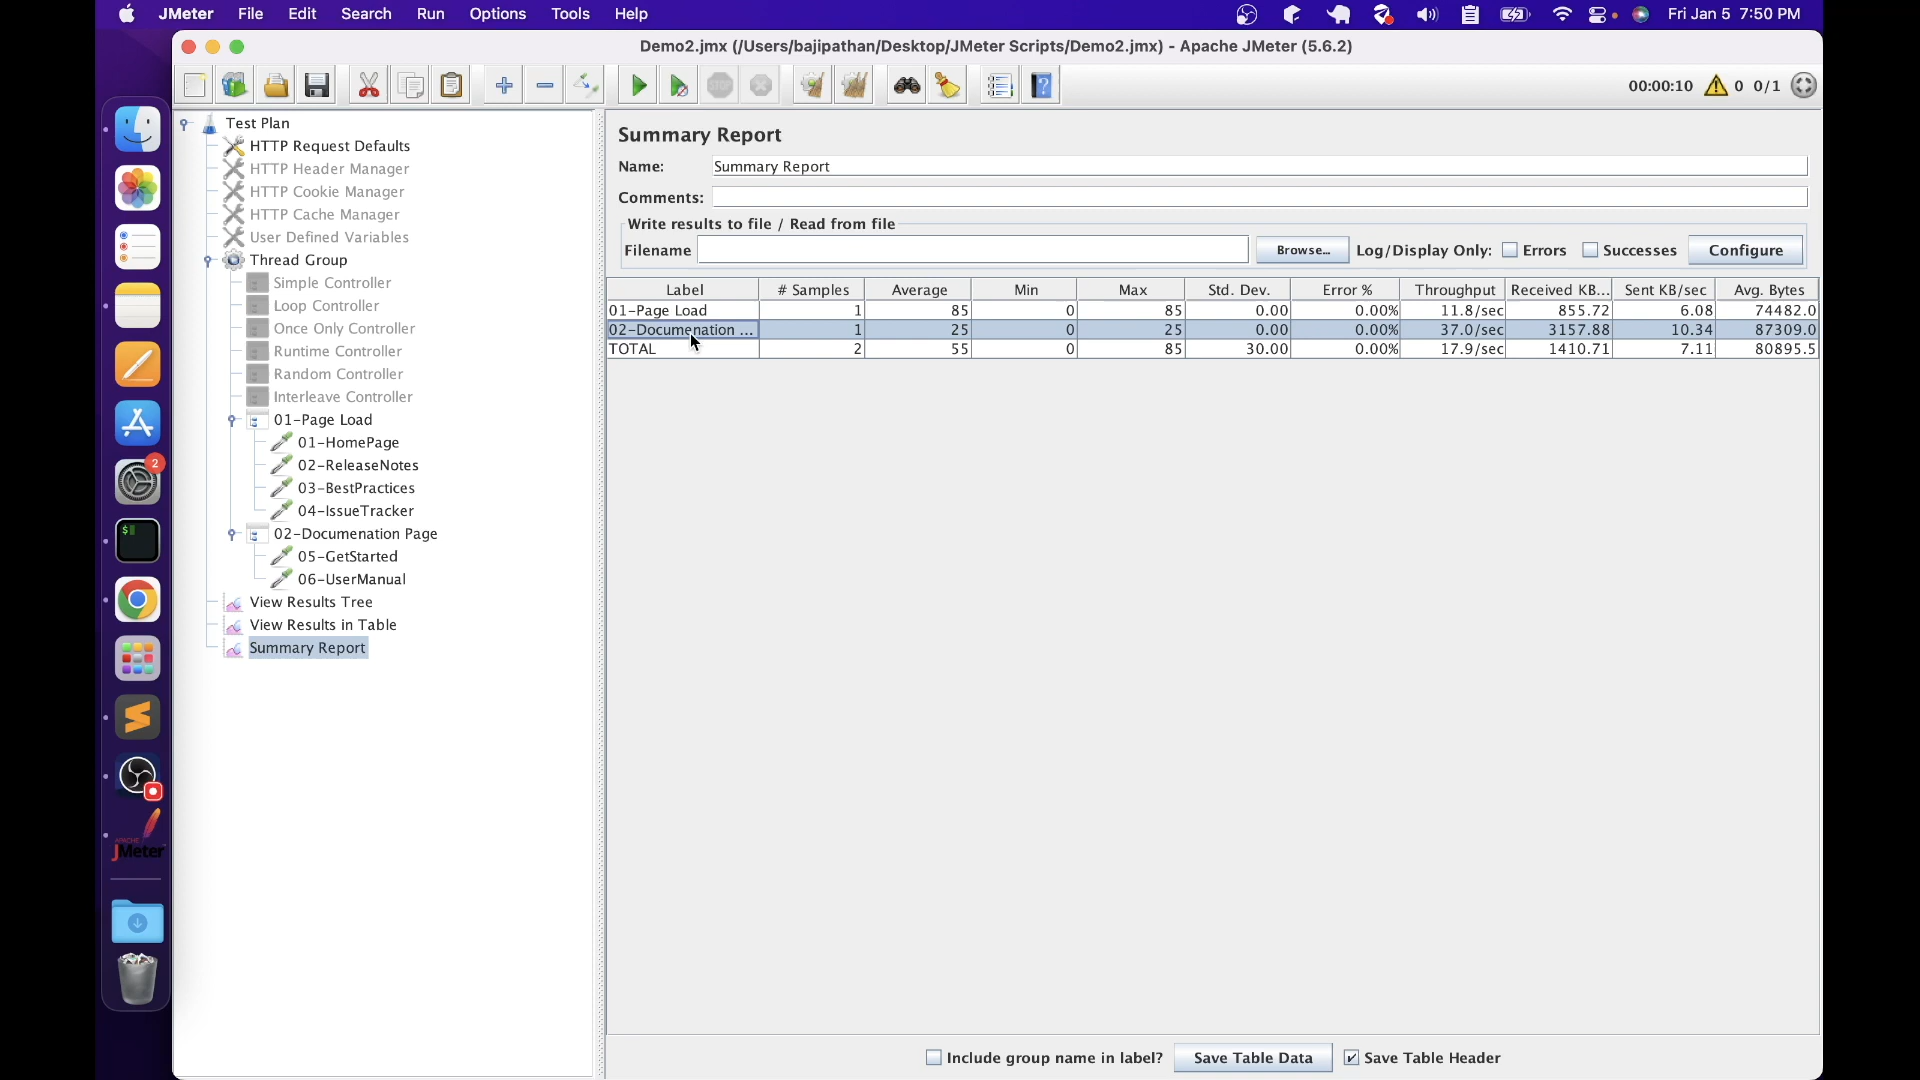 JMeter File Edit Search Run Options Tools Help Fri Jan 5 7:50 PM
Demo2.jmx (/Users/bajipathan/Desktop/JMeter Scripts/Demo2.jmx) - Apache JMeter (5.6.2)
STOP 00:00:10 0 0/1
Test Plan
HTTP Request Defaults
HTTP Header Manager
HTTP Cookie Manager
HTTP Cache Manager
User Defined Variables
Thread Group
Simple Controller
Loop Controller
Once Only Controller
Runtime Controller
Random Controller
Interleave Controller
01-Page Load
01-HomePage
02-ReleaseNotes
03-BestPractices
04-IssueTracker
02-Documenation Page
05-GetStarted
06-UserManual
View Results Tree
View Results in Table
Summary Report
Summary Report
Name: Summary Report
Comments:
Write results to file / Read from file
Filename Browse... Log/Display Only: Errors Successes Configure
Label # Samples Average Min Max Std. Dev. Error % Throughput Received KB... Sent KB/sec Avg. Bytes
01-Page Load 1 85 0 85 0.00 0.00% 11.8/sec 855.72 6.08 74482.0
02-Documenation ... 1 25 0 25 0.00 0.00% 37.0/sec 3157.88 10.34 87309.0
TOTAL 2 55 0 85 30.00 0.00% 17.9/sec 1410.71 7.11 80895.5
Include group name in label? Save Table Data Save Table Header
2
$
APACHE
JMeter